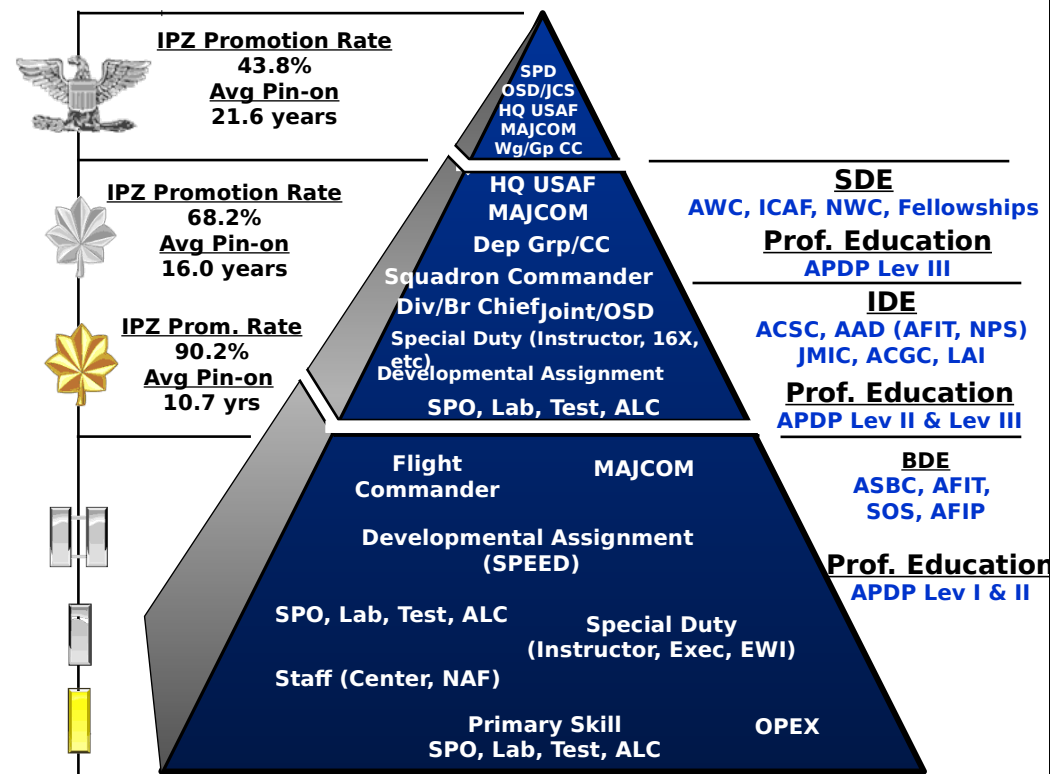 IPZ Promotion Rate
43.8%
Avg Pin-on
21.6 years
SPD
OSD/JCS
HQ USAF
MAJCOM
Wg/Gp CC
IPZ Promotion Rate
68.2%
Avg Pin-on
16.0 years
IPZ Prom. Rate
90.2%
Avg Pin-on
10.7 yrs
HQ USAF
MAJCOM
Dep Grp/CC
Squadron Commander
Div/Br Chief
Joint/OSD
Special Duty (Instructor, 16X,
etc)
Developmental Assignment
SPO, Lab, Test, ALC
SDE
AWC, ICAF, NWC, Fellowships
Prof. Education
APDP Lev III
IDE
ACSC, AAD (AFIT, NPS)
JMIC, ACGC, LAI
Prof. Education
APDP Lev II & Lev III
Flight
Commander
MAJCOM
Developmental Assignment
(SPEED)
SPO, Lab, Test, ALC
Special Duty
(Instructor, Exec, EWI)
Staff (Center, NAF)
Primary Skill
SPO, Lab, Test, ALC
OPEX
BDE
ASBC, AFIT,
SOS, AFIP
Prof. Education
APDP Lev I & II